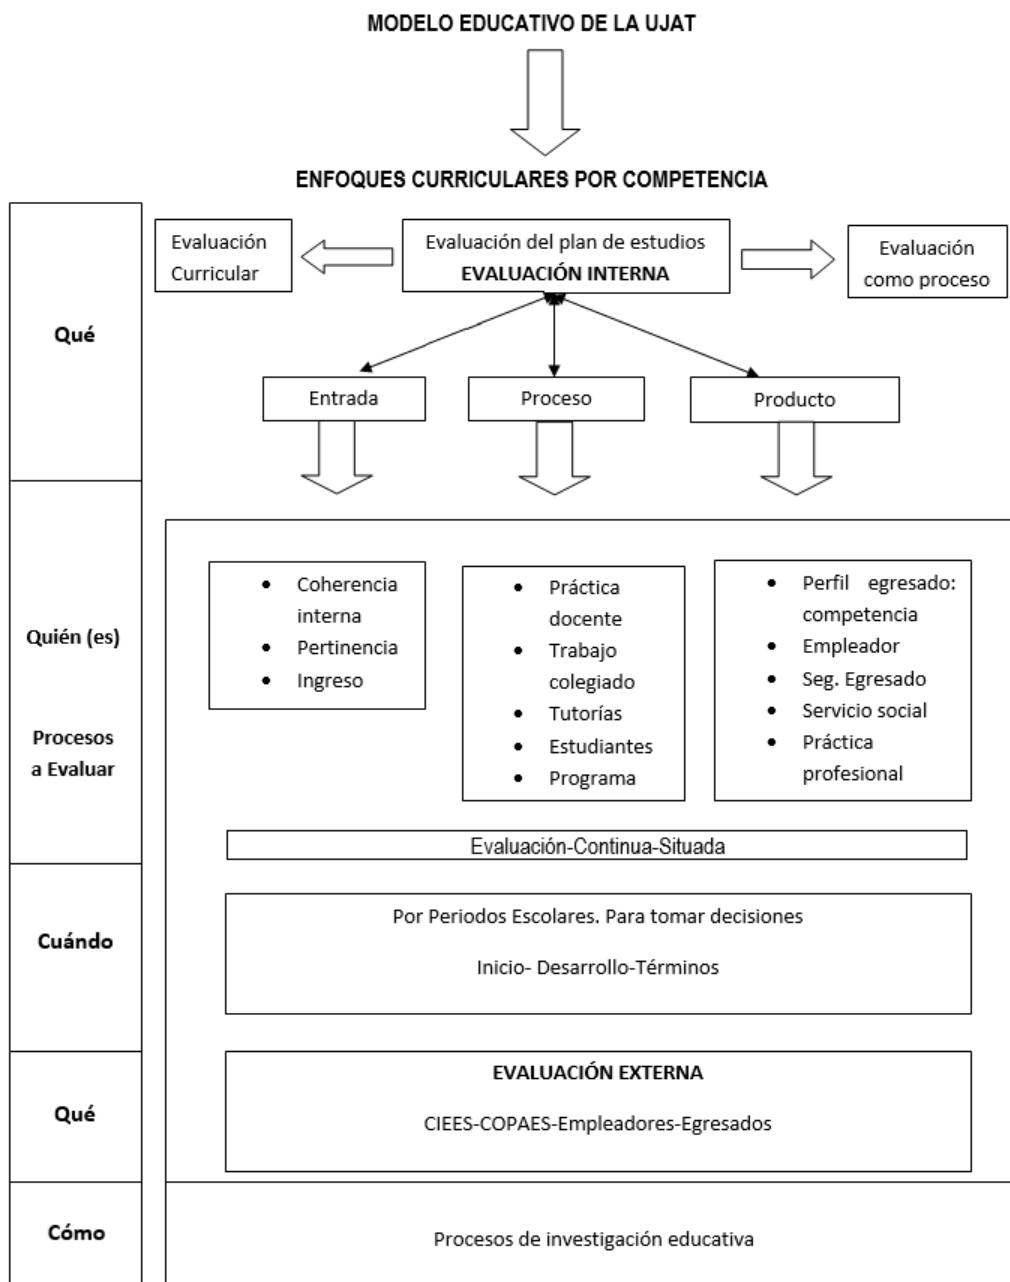 MODELO EDUCATIVO DE LA UJAT
ENFOQUES CURRICULARES POR COMPETENCIA
Qué
Evaluación
Curricular
Evaluación del plan de estudios
EVALUACIÓN INTERNA
Evaluación
como proceso
Entrada
Proceso
Producto
Quién (es)
Procesos
a Evaluar
• Coherencia
interna
• Pertinencia
• Ingreso
• Práctica
docente
• Trabajo
colegiado
• Tutorías
• Estudiantes
• Programa
• Perfil egresado:
competencia
• Empleador
• Seg. Egresado
• Servicio social
• Práctica
profesional
Evaluación-Continua-Situada
Cuándo
Por Periodos Escolares. Para tomar decisiones
Inicio- Desarrollo-Términos
Qué
EVALUACIÓN EXTERNA
CIEES-COPAES-Empleadores-Egresados
Cómo
Procesos de investigación educativa